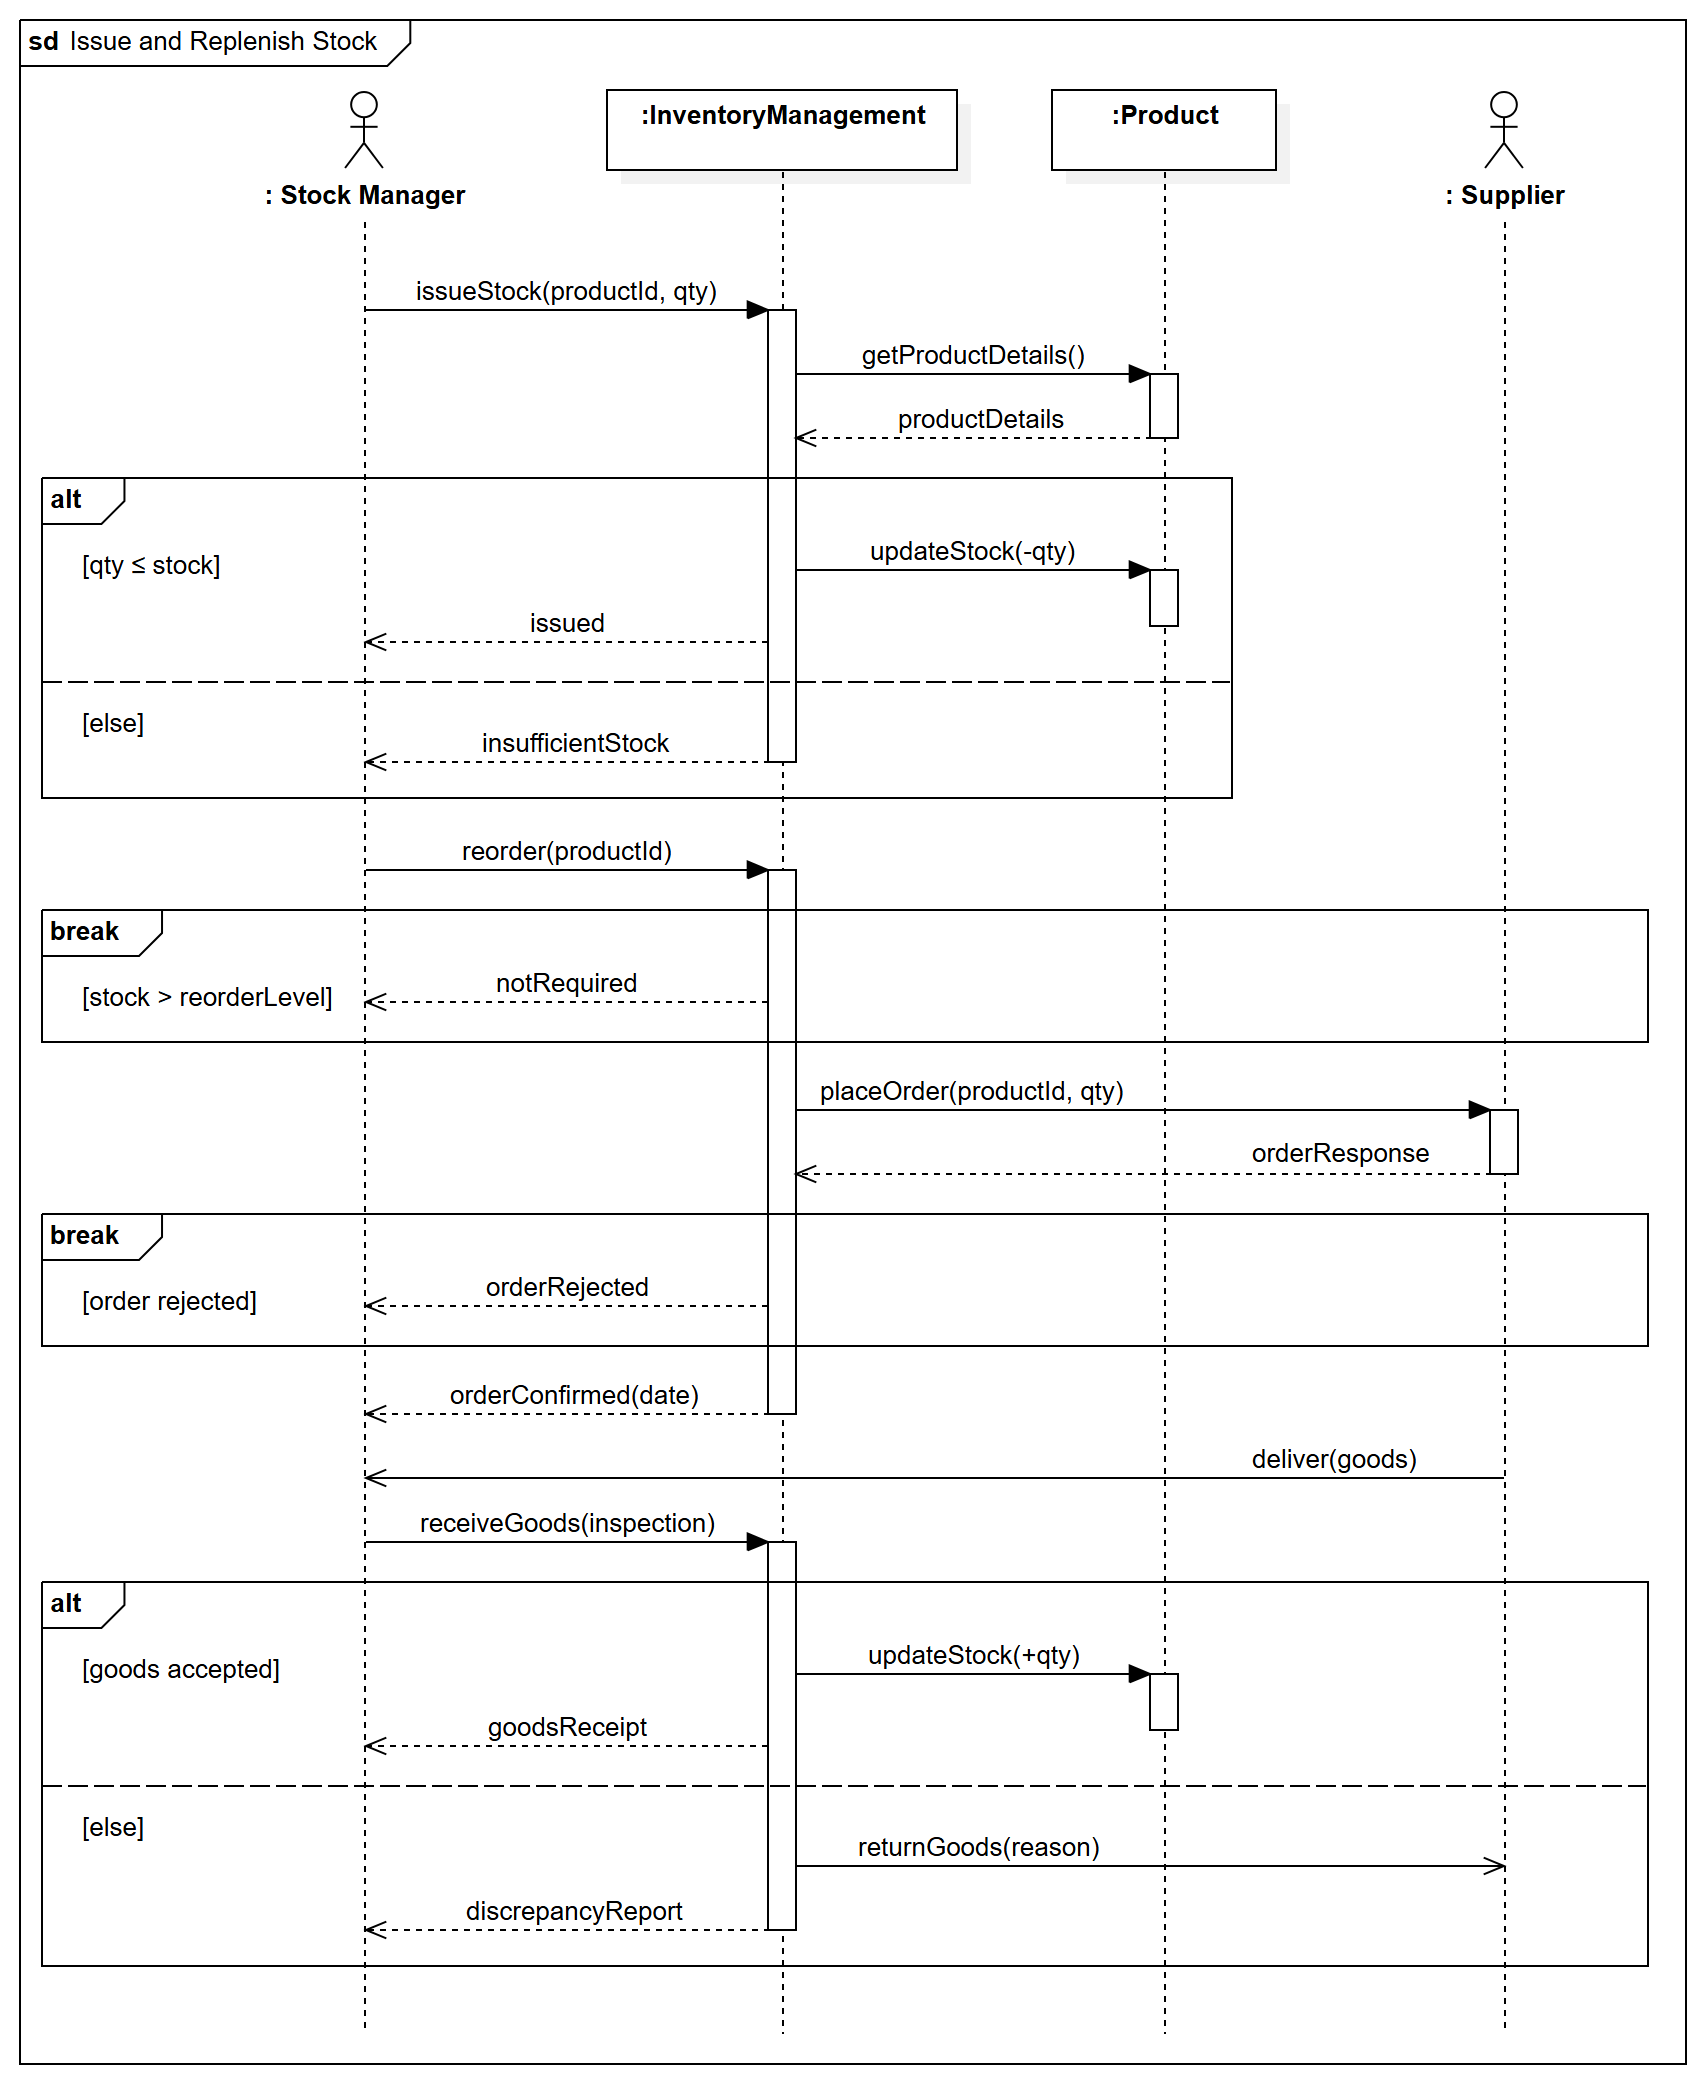 sd Issue and Replenish Stock
: Stock Manager
:InventoryManagement
:Product
: Supplier
issueStock(productId, qty)
getProductDetails()
productDetails
alt
[qty ≤ stock]
updateStock(-qty)
issued
[else]
insufficientStock
reorder(productId)
break
[stock > reorderLevel]
notRequired
placeOrder(productId, qty)
orderResponse
break
[order rejected]
orderRejected
orderConfirmed(date)
deliver(goods)
receiveGoods(inspection)
alt
[goods accepted]
updateStock(+qty)
goodsReceipt
[else]
returnGoods(reason)
discrepancyReport